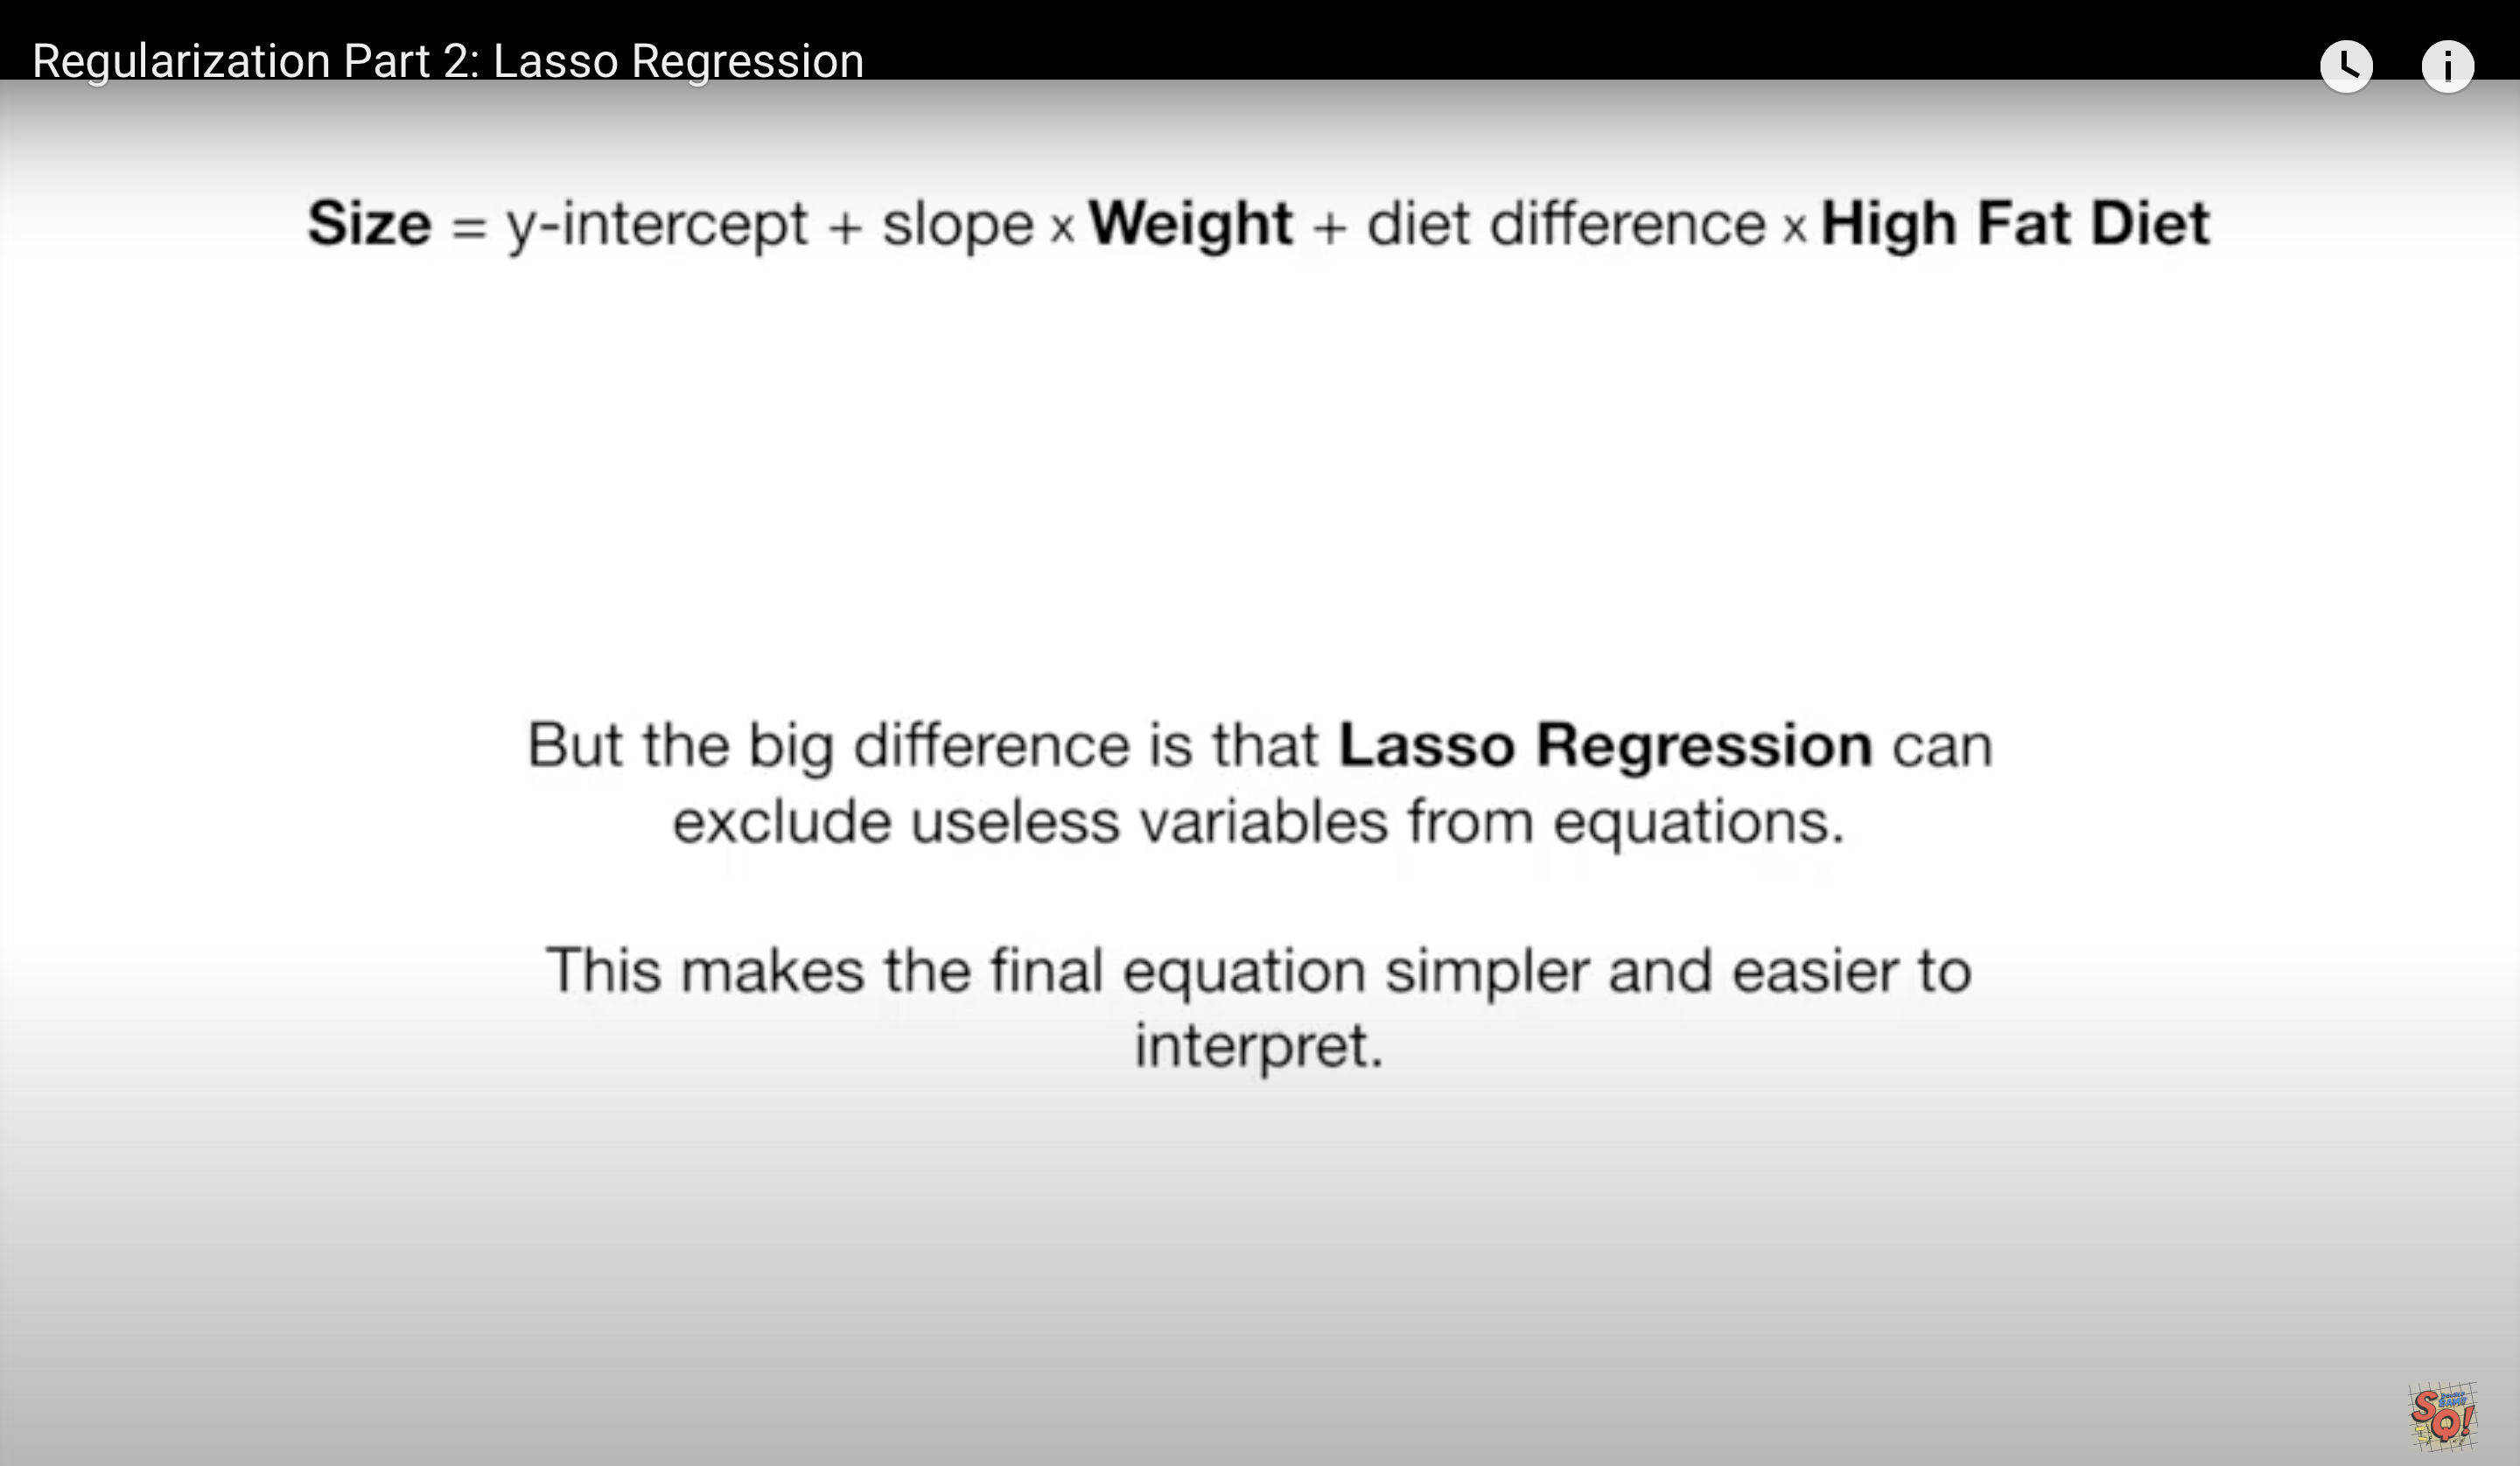 Regularization Part 2: Lasso Regression
Size = y-intercept + slope x Weight + diet difference x High Fat Diet
But the big difference is that Lasso Regression can
exclude useless variables from equations.
This makes the final equation simpler and easier to
interpret.
SQ!